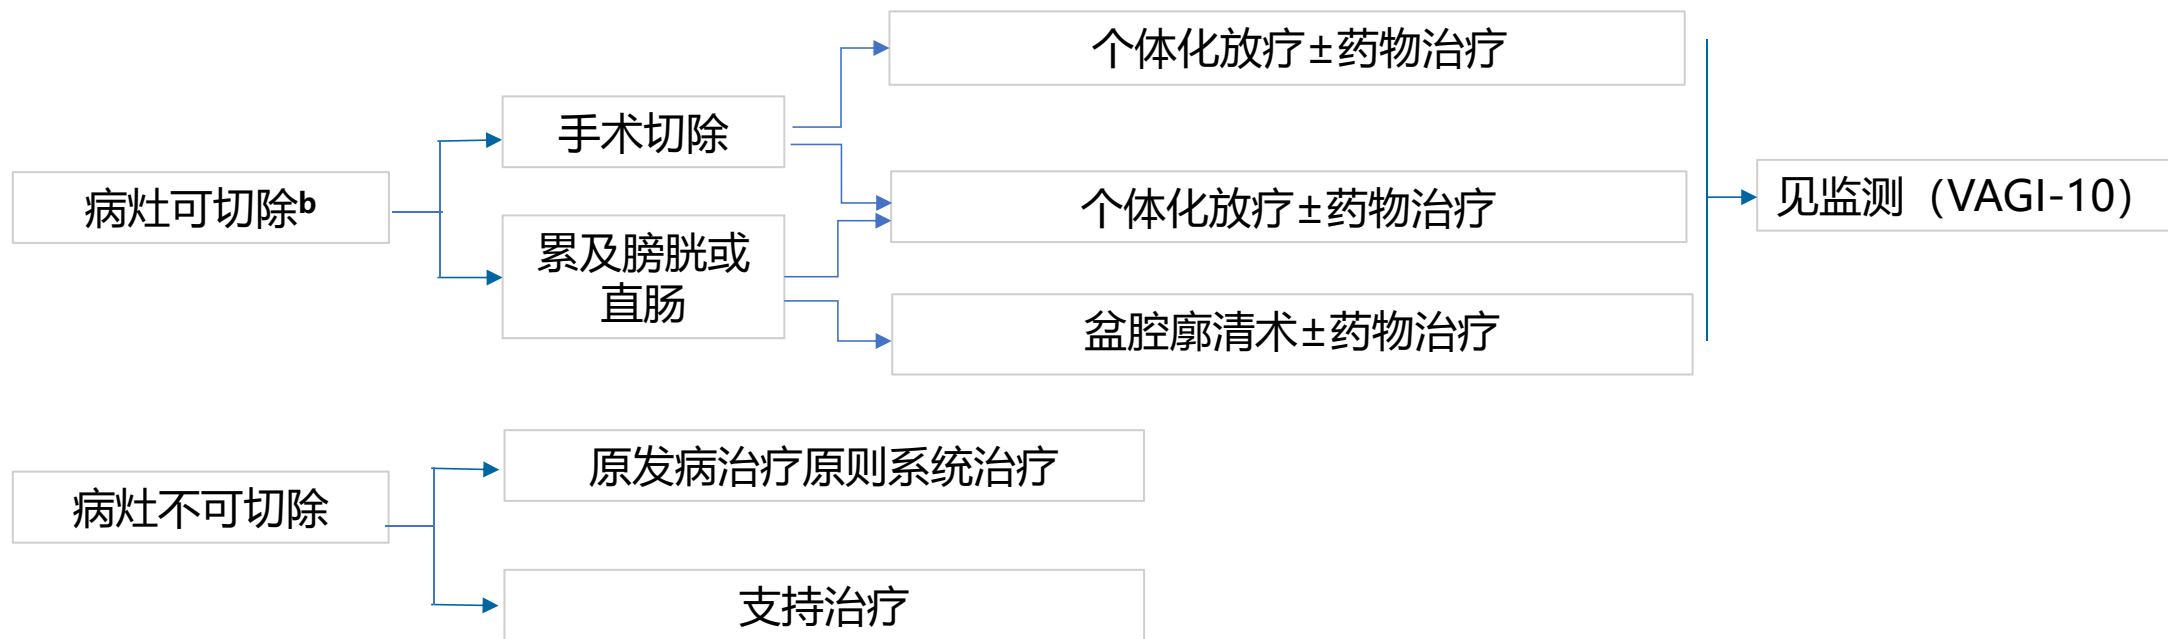 个体化放疗±药物治疗
手术切除
病灶可切除b
个体化放疗±药物治疗
见监测（VAGI-10）
累及膀胱或
直肠
盆腔廓清术±药物治疗
原发病治疗原则系统治疗
病灶不可切除
支持治疗